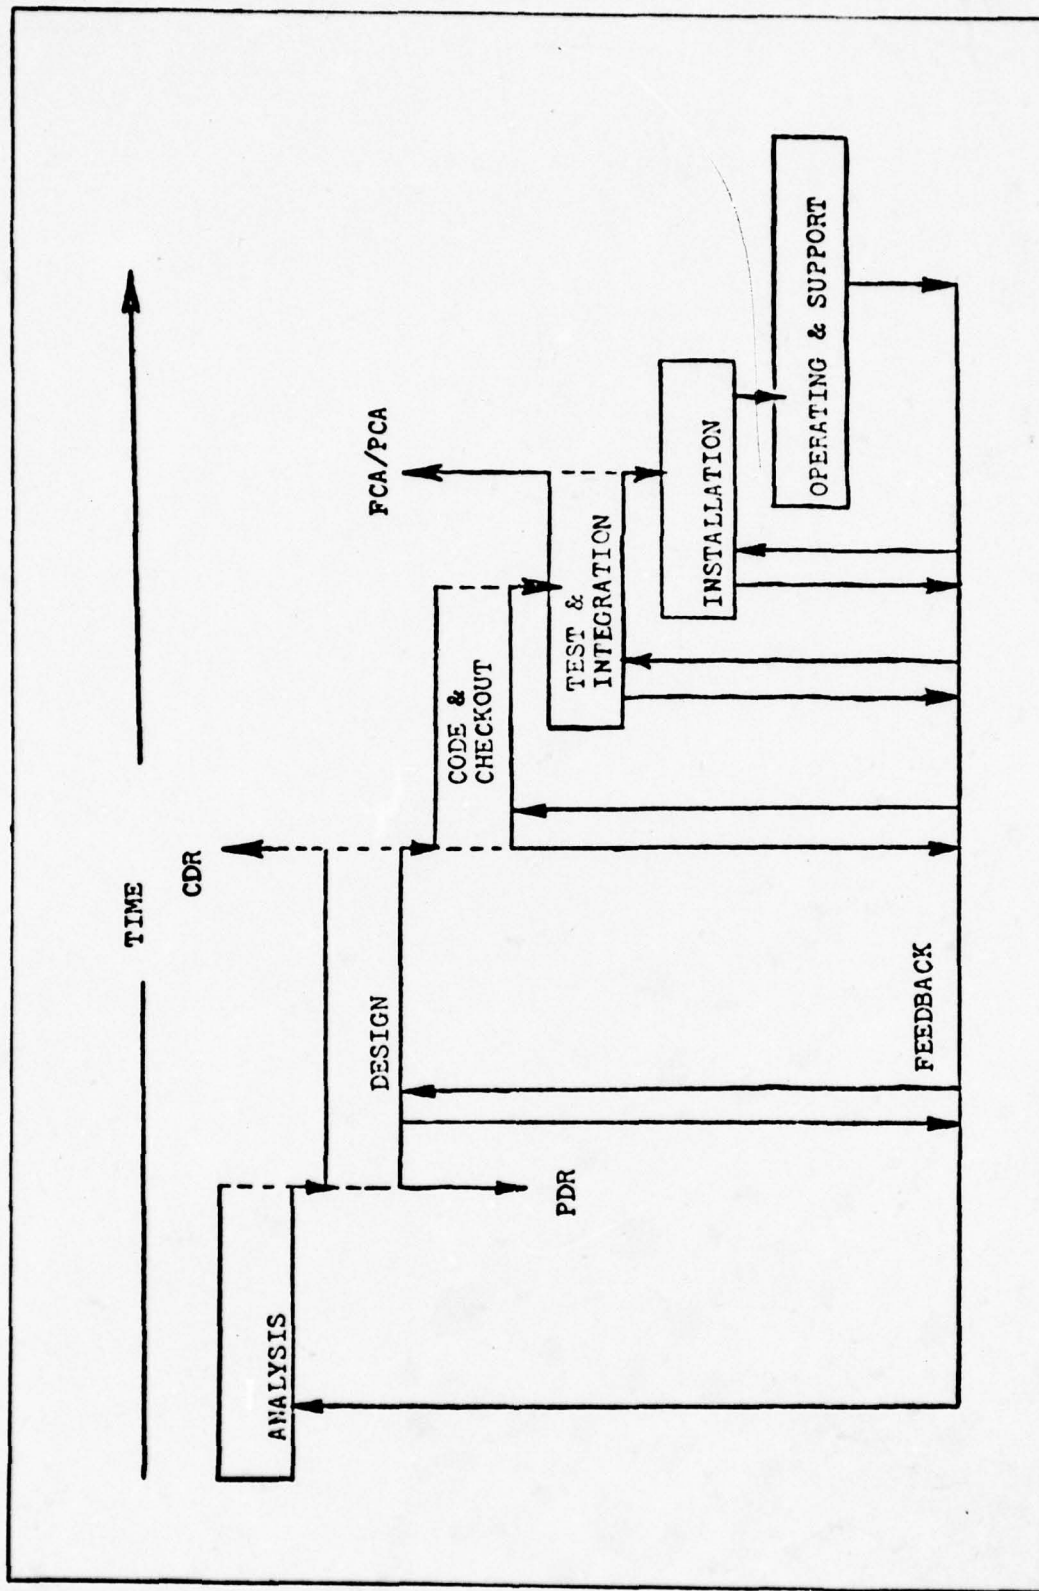 TIME
CDR
FCA/PCA
ANALYSIS
DESIGN
PDR
CODE &
CHECKOUT
TEST &
INTEGRATION
INSTALLATION
OPERATING & SUPPORT
FEEDBACK